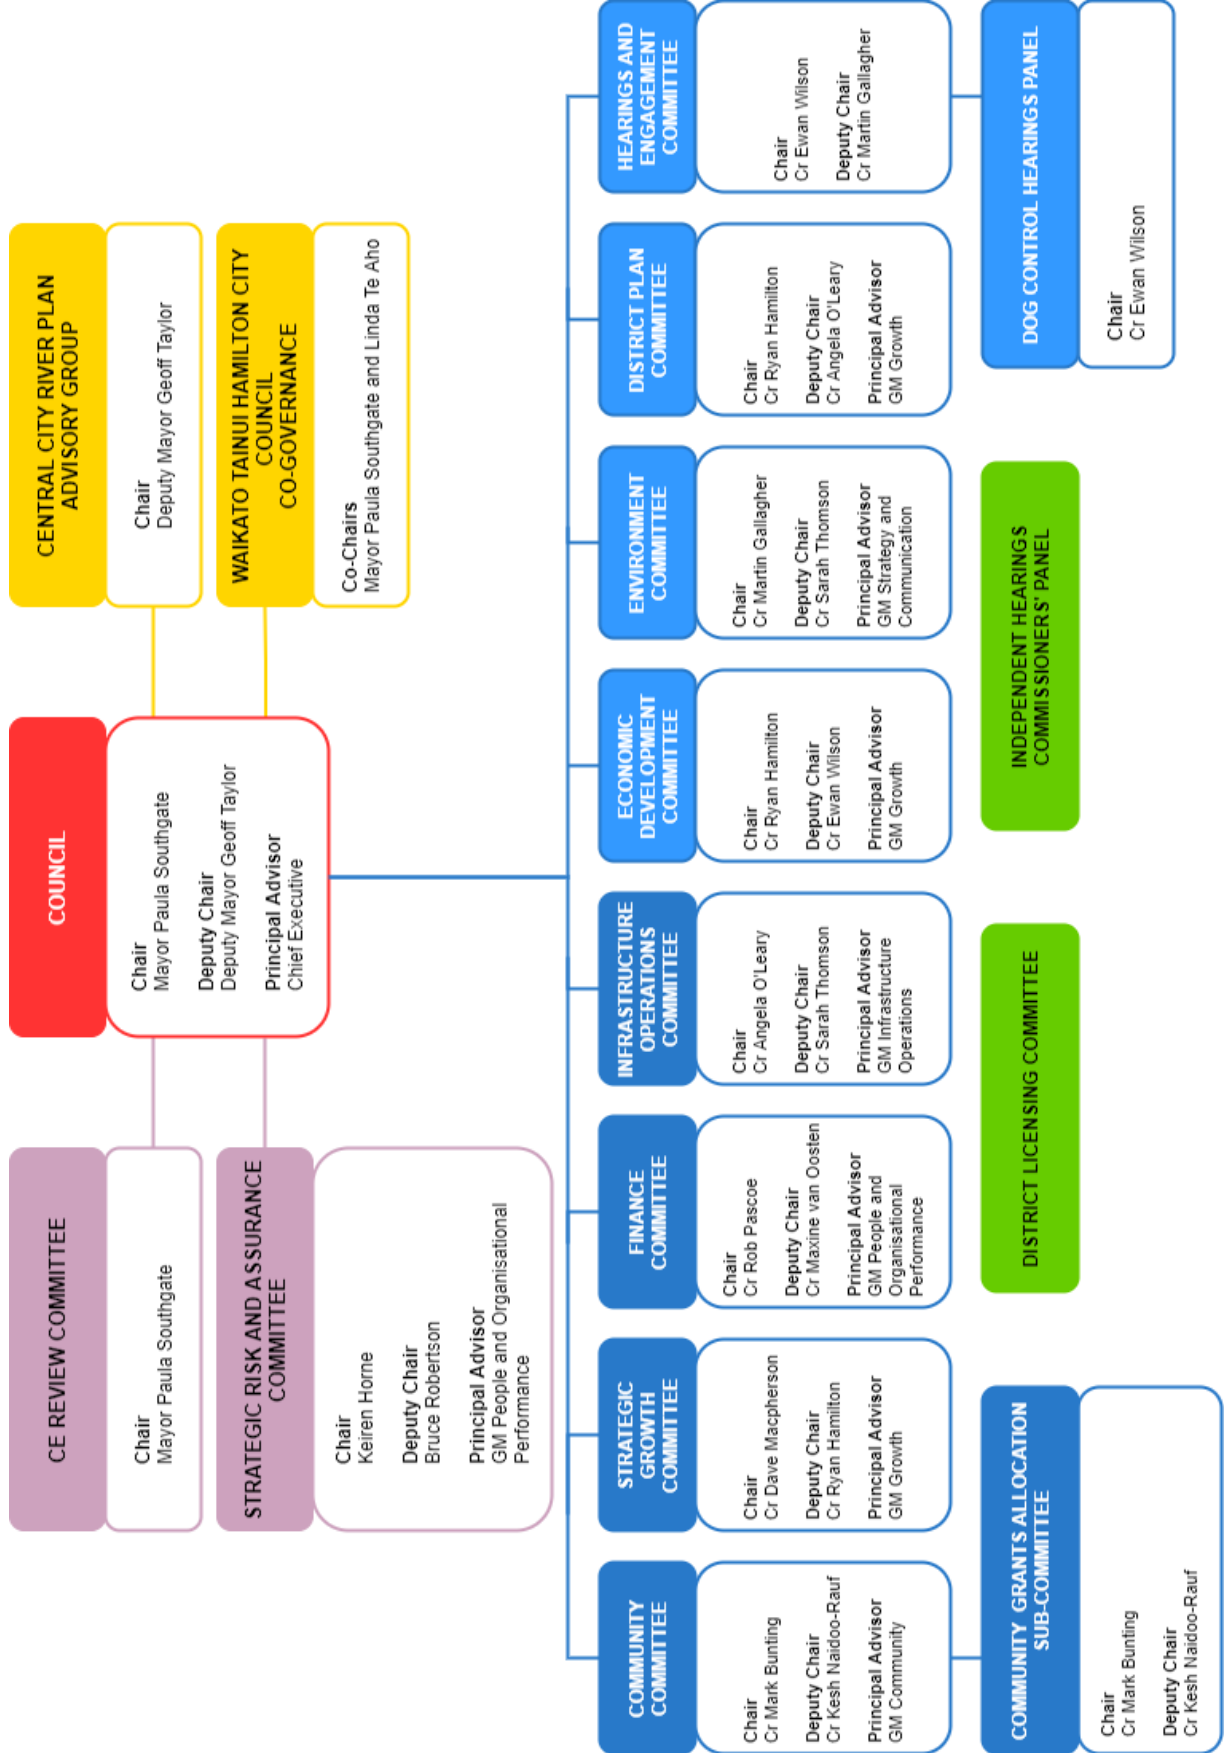 CE REVIEW COMMITTEE
Chair
Mayor Paula Southgate
STRATEGIC RISK AND ASSURANCE
COMMITTEE
Chair
Keiren Horne
Deputy Chair
Bruce Robertson
Principal Advisor
GM People and Organisational
Performance
COUNCIL
Chair
Mayor Paula Southgate
Deputy Chair
Deputy Mayor Geoff Taylor
Principal Advisor
Chief Executive
CENTRAL CITY RIVER PLAN
ADVISORY GROUP
Chair
Deputy Mayor Geoff Taylor
WAIKATO TAINUI HAMILTON CITY
COUNCIL
CO-GOVERNANCE
Co-Chairs
Mayor Paula Southgate and Linda Te Aho
COMMUNITY
COMMITTEE
Chair
Cr Mark Bunting
Deputy Chair
Cr Kesh Naidoo-Rauf
Principal Advisor
GM Community
STRATEGIC
GROWTH
COMMITTEE
Chair
Cr Dave Macpherson
Deputy Chair
Cr Ryan Hamilton
Principal Advisor
GM Growth
FINANCE
COMMITTEE
Chair
Cr Rob Pascoe
Deputy Chair
Cr Maxine van Oosten
Principal Advisor
GM People and
Organisational
Performance
INFRASTRUCTURE
OPERATIONS
COMMITTEE
Chair
Cr Angela O'Leary
Deputy Chair
Cr Sarah Thomson
Principal Advisor
GM Infrastructure
Operations
ECONOMIC
DEVELOPMENT
COMMITTEE
Chair
Cr Ryan Hamilton
Deputy Chair
Cr Ewan Wilson
Principal Advisor
GM Growth
ENVIRONMENT
COMMITTEE
Chair
Cr Martin Gallagher
Deputy Chair
Cr Sarah Thomson
Principal Advisor
GM Strategy and
Communication
DISTRICT PLAN
COMMITTEE
Chair
Cr Ryan Hamilton
Deputy Chair
Cr Angela O'Leary
Principal Advisor
GM Growth
HEARINGS AND
ENGAGEMENT
COMMITTEE
Chair
Cr Ewan Wilson
Deputy Chair
Cr Martin Gallagher
COMMUNITY GRANTS ALLOCATION
SUB-COMMITTEE
Chair
Cr Mark Bunting
Deputy Chair
Cr Kesh Naidoo-Rauf
DISTRICT LICENSING COMMITTEE
INDEPENDENT HEARINGS
COMMISSIONERS' PANEL
DOG CONTROL HEARINGS PANEL
Chair
Cr Ewan Wilson